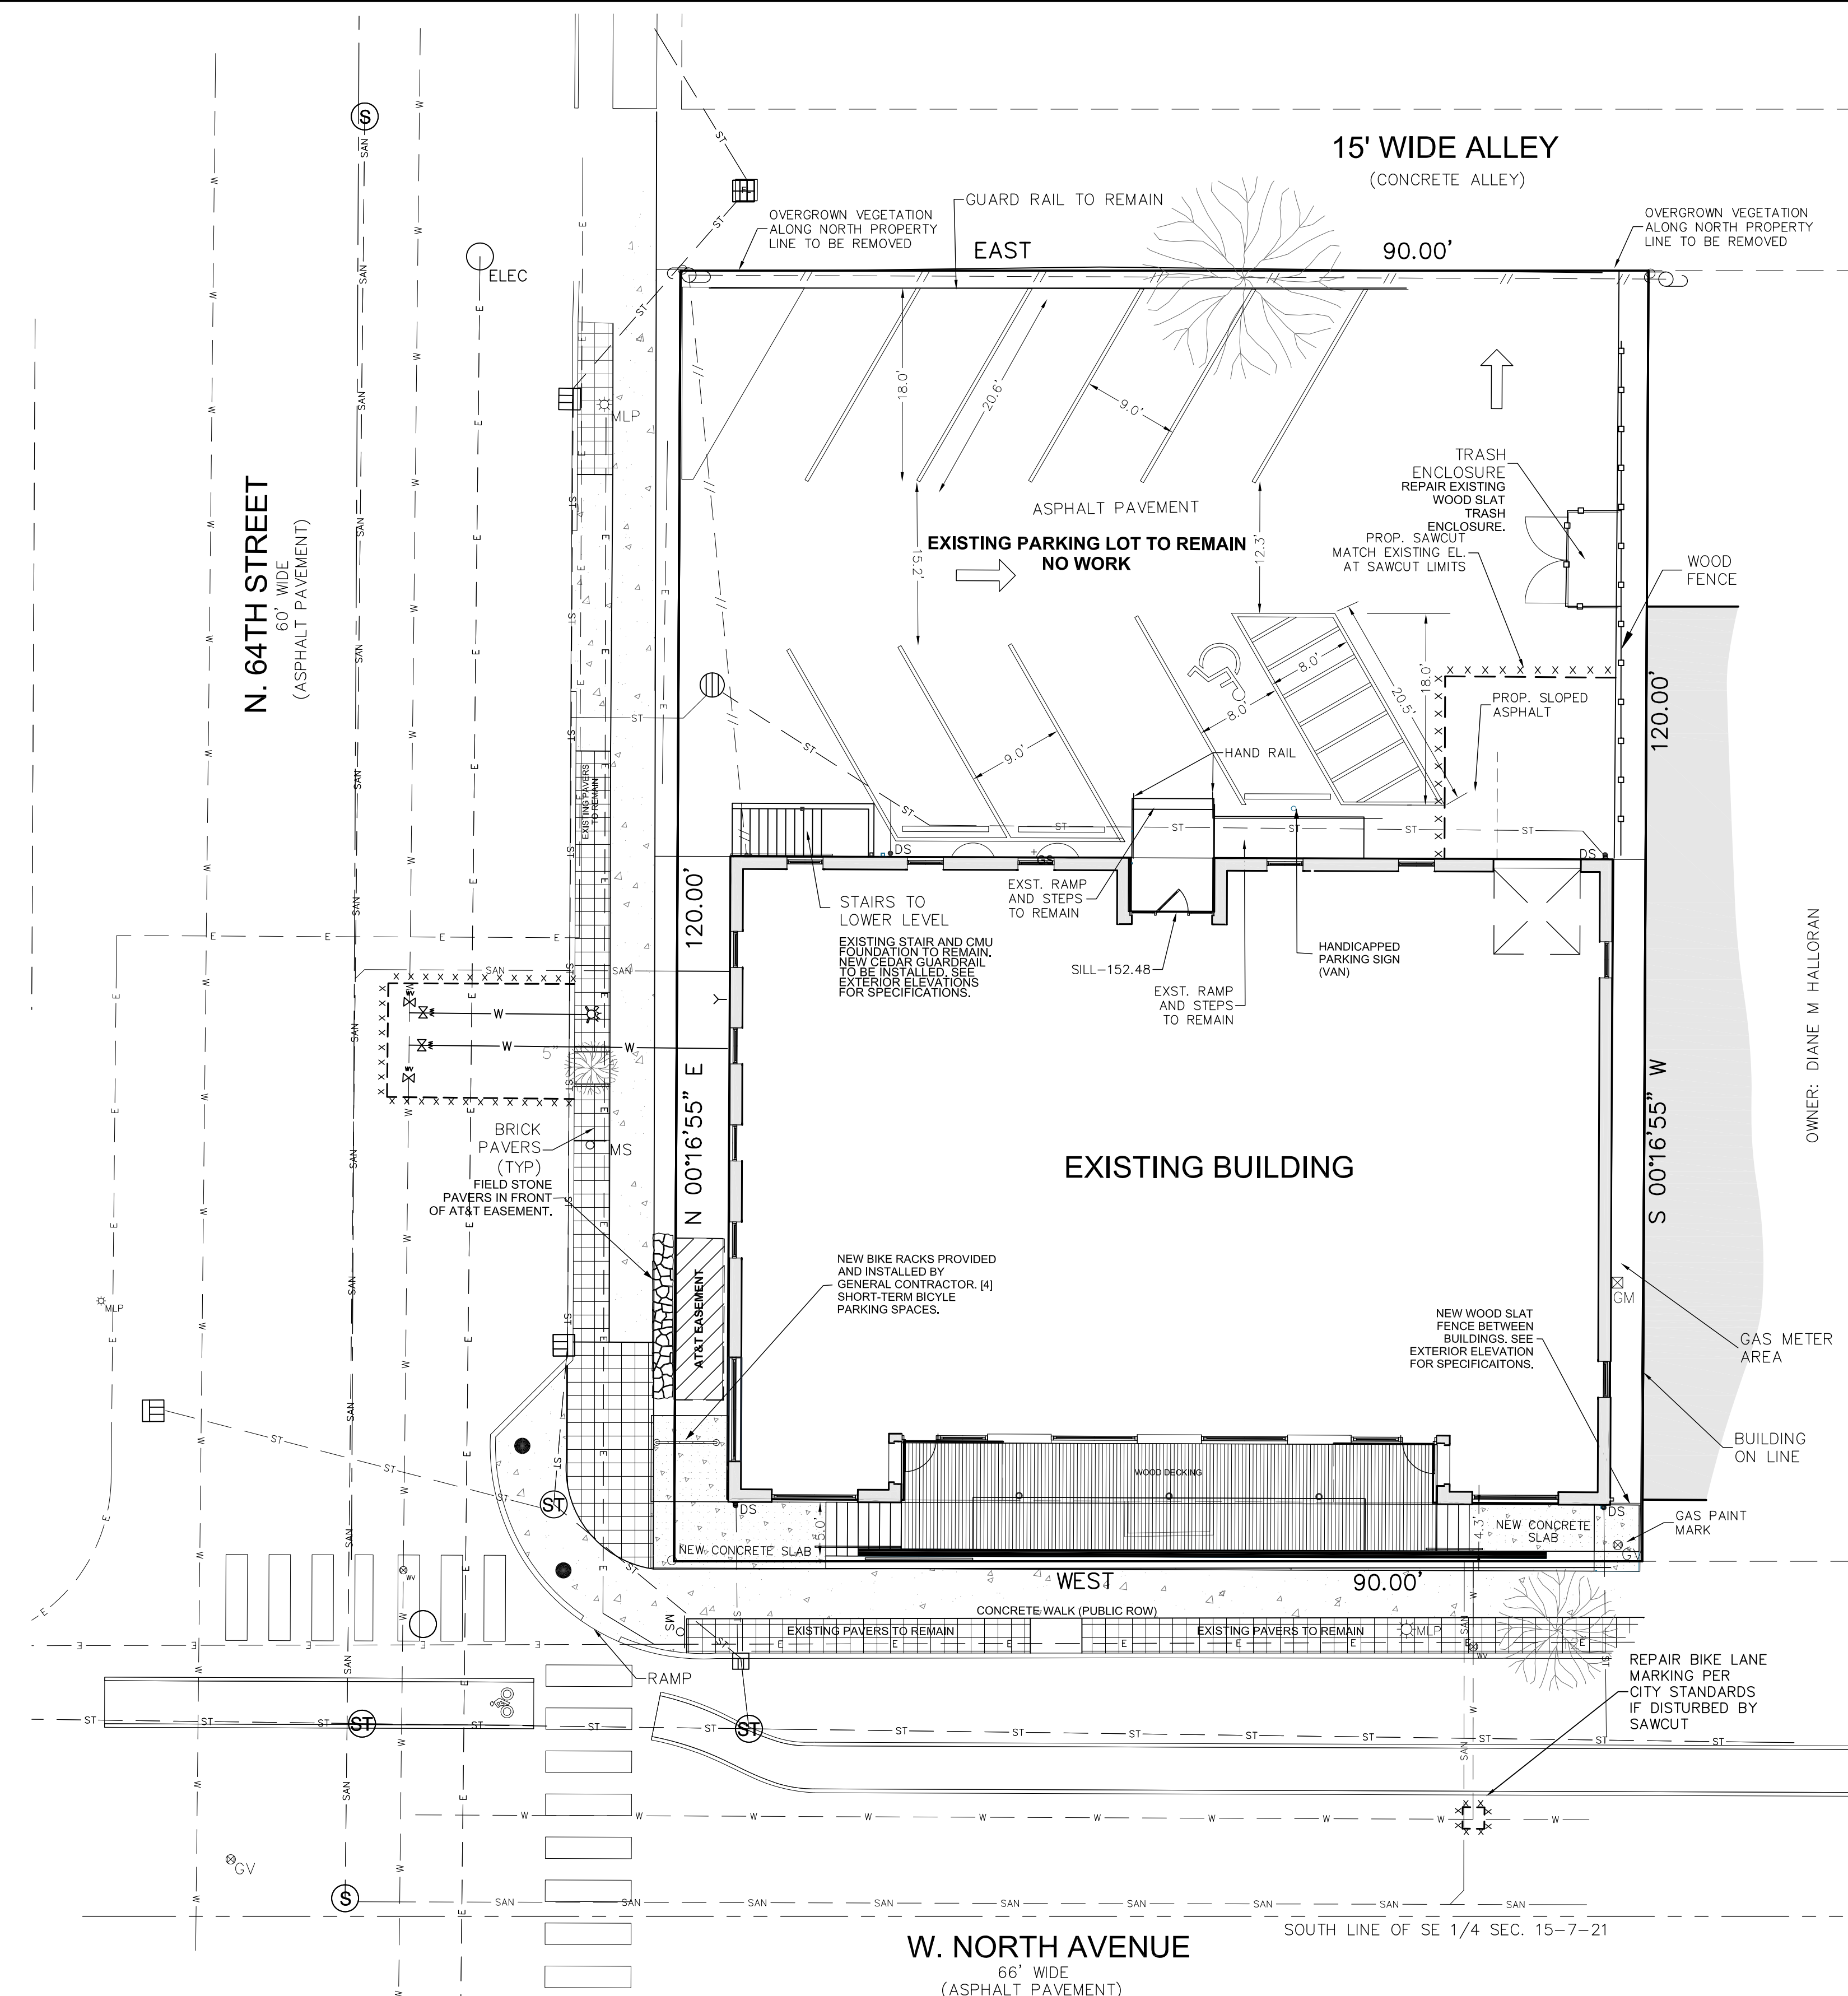 15' WIDE ALLEY
(CONCRETE ALLEY)
GUARD RAIL TO REMAIN
OVERGROWN VEGETATION
ALONG NORTH PROPERTY
LINE TO BE REMOVED
OVERGROWN VEGETATION
ALONG NORTH PROPERTY
LINE TO BE REMOVED
EAST
90.00'
S
ELEC
MLP
18.0'
20.6'
9.0'
N. 64TH STREET
60' WIDE
(ASPHALT PAVEMENT)
ASPHALT PAVEMENT
EXISTING PARKING LOT TO REMAIN
NO WORK
15.2'
12.3'
TRASH
ENCLOSURE
REPAIR EXISTING
WOOD SLAT
TRASH
ENCLOSURE.
PROP. SAWCUT
MATCH EXISTING EL.
AT SAWCUT LIMITS
WOOD
FENCE
8.0'
8.0'
20.5'
18.0'
9.0'
PROP. SLOPED
ASPHALT
120.00'
HAND RAIL
EXISTING PAVERS
TO REMAIN
DS
GS
DS
120.00'
STAIRS TO
LOWER LEVEL
EXISTING STAIR AND CMU
FOUNDATION TO REMAIN.
NEW CEDAR GUARDRAIL
TO BE INSTALLED. SEE
EXTERIOR ELEVATIONS
FOR SPECIFICATIONS.
EXST. RAMP
AND STEPS
TO REMAIN
SILL-152.48
EXST. RAMP
AND STEPS
TO REMAIN
HANDICAPPED
PARKING SIGN
(VAN)
OWNER: DIANE M HALLORAN
5"
N 00°16'55" E
S 00°16'55" W
BRICK
PAVERS
(TYP)
MS
FIELD STONE
PAVERS IN FRONT
OF AT&T EASEMENT.
EXISTING BUILDING
AT&T EASEMENT
NEW BIKE RACKS PROVIDED
AND INSTALLED BY
GENERAL CONTRACTOR. [4]
SHORT-TERM BICYLE
PARKING SPACES.
NEW WOOD SLAT
FENCE BETWEEN
BUILDINGS. SEE
EXTERIOR ELEVATION
FOR SPECIFICAITONS.
GM
GAS METER
AREA
MLP
BUILDING
ON LINE
WOOD DECKING
ST
DS
5.0'
NEW CONCRETE SLAB
4.3'
NEW CONCRETE
SLAB
DS
GV
GAS PAINT
MARK
WEST
90.00'
CONCRETE WALK (PUBLIC ROW)
EXISTING PAVERS TO REMAIN
EXISTING PAVERS TO REMAIN
MLP
MS
WV
WV
RAMP
REPAIR BIKE LANE
MARKING PER
CITY STANDARDS
IF DISTURBED BY
SAWCUT
ST
ST
GV
S
SOUTH LINE OF SE 1/4 SEC. 15-7-21
W. NORTH AVENUE
66' WIDE
(ASPHALT PAVEMENT)